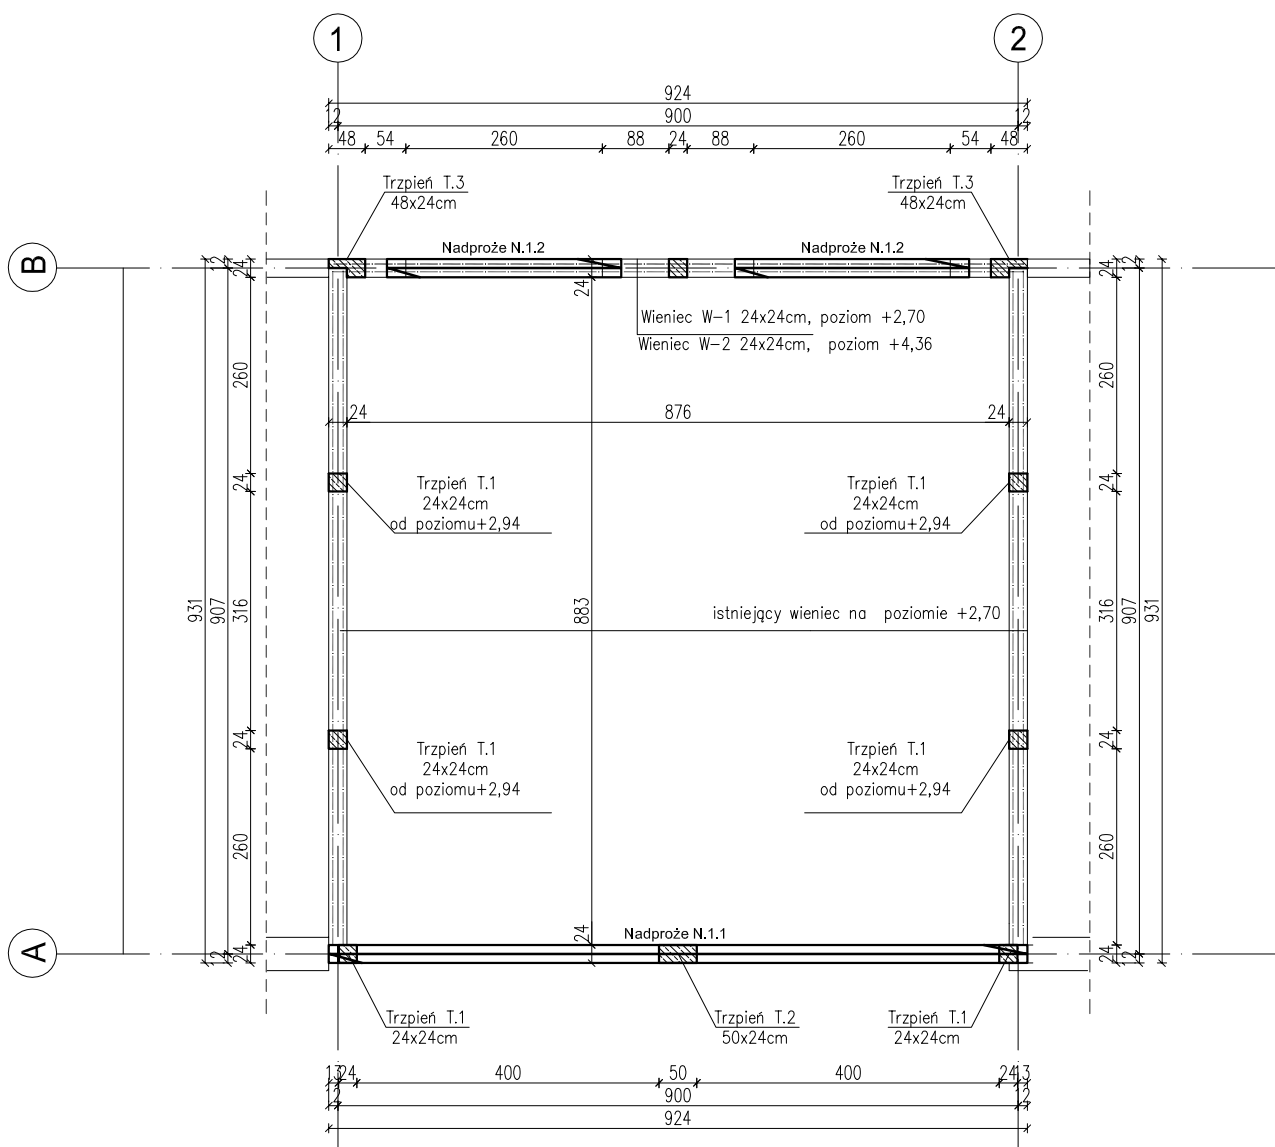 1
2
924
12
900
12
48
54
260
88
24
88
260
54
48
Trzpień T.3
48x24cm
Trzpień T.3
48x24cm
B
Nadproże N.1.2
Nadproże N.1.2
12
24
24
12
24
Wieniec W-1 24x24cm, poziom +2,70
Wieniec W-2 24x24cm, poziom +4,36
260
260
24
876
24
Trzpień T.1
24x24cm
od poziomu+2,94
Trzpień T.1
24x24cm
od poziomu+2,94
24
24
931
907
316
883
istniejący wieniec na poziomie +2,70
316
907
931
24
24
Trzpień T.1
24x24cm
od poziomu+2,94
Trzpień T.1
24x24cm
od poziomu+2,94
260
260
A
24
Nadproże N.1.1
12
24
24
12
Trzpień T.1
24x24cm
Trzpień T.2
50x24cm
Trzpień T.1
24x24cm
13
24
400
50
400
24
13
12
900
12
924